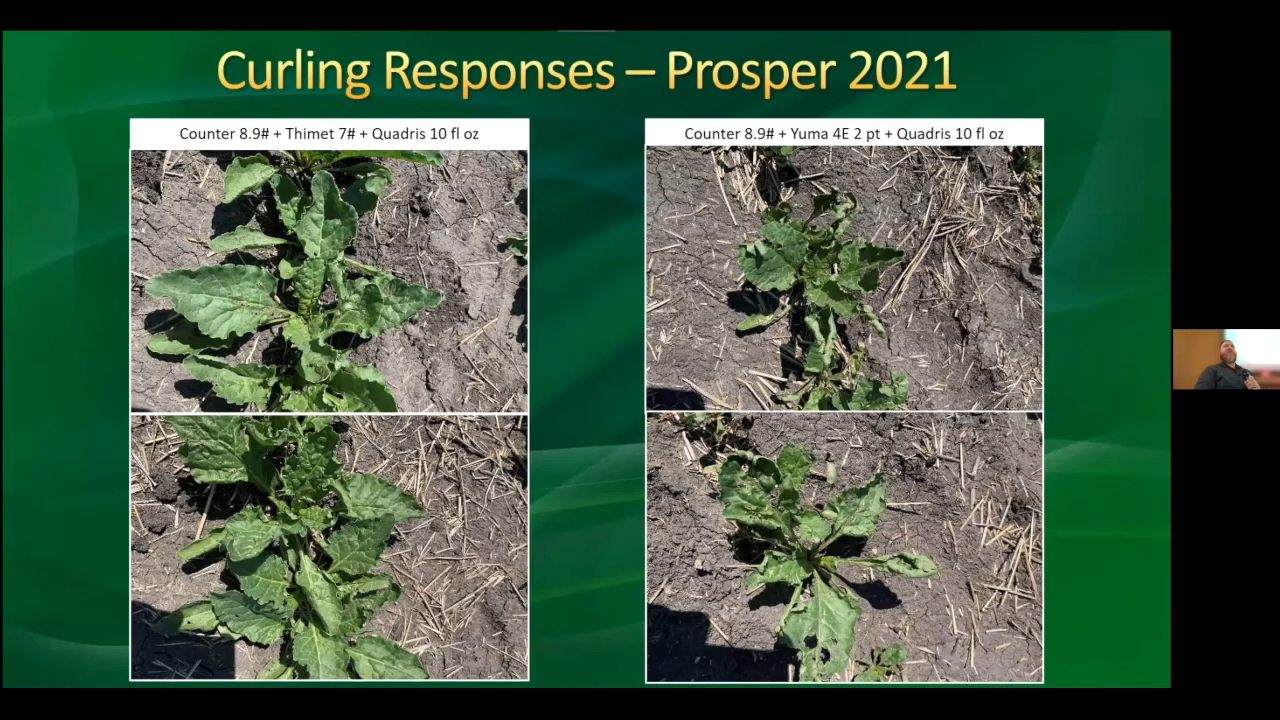 Curling Responses – Prosper 2021
Counter 8.9# + Thimet 7# + Quadris 10 fl oz
Counter 8.9# + Yuma 4E 2 pt + Quadris 10 fl oz